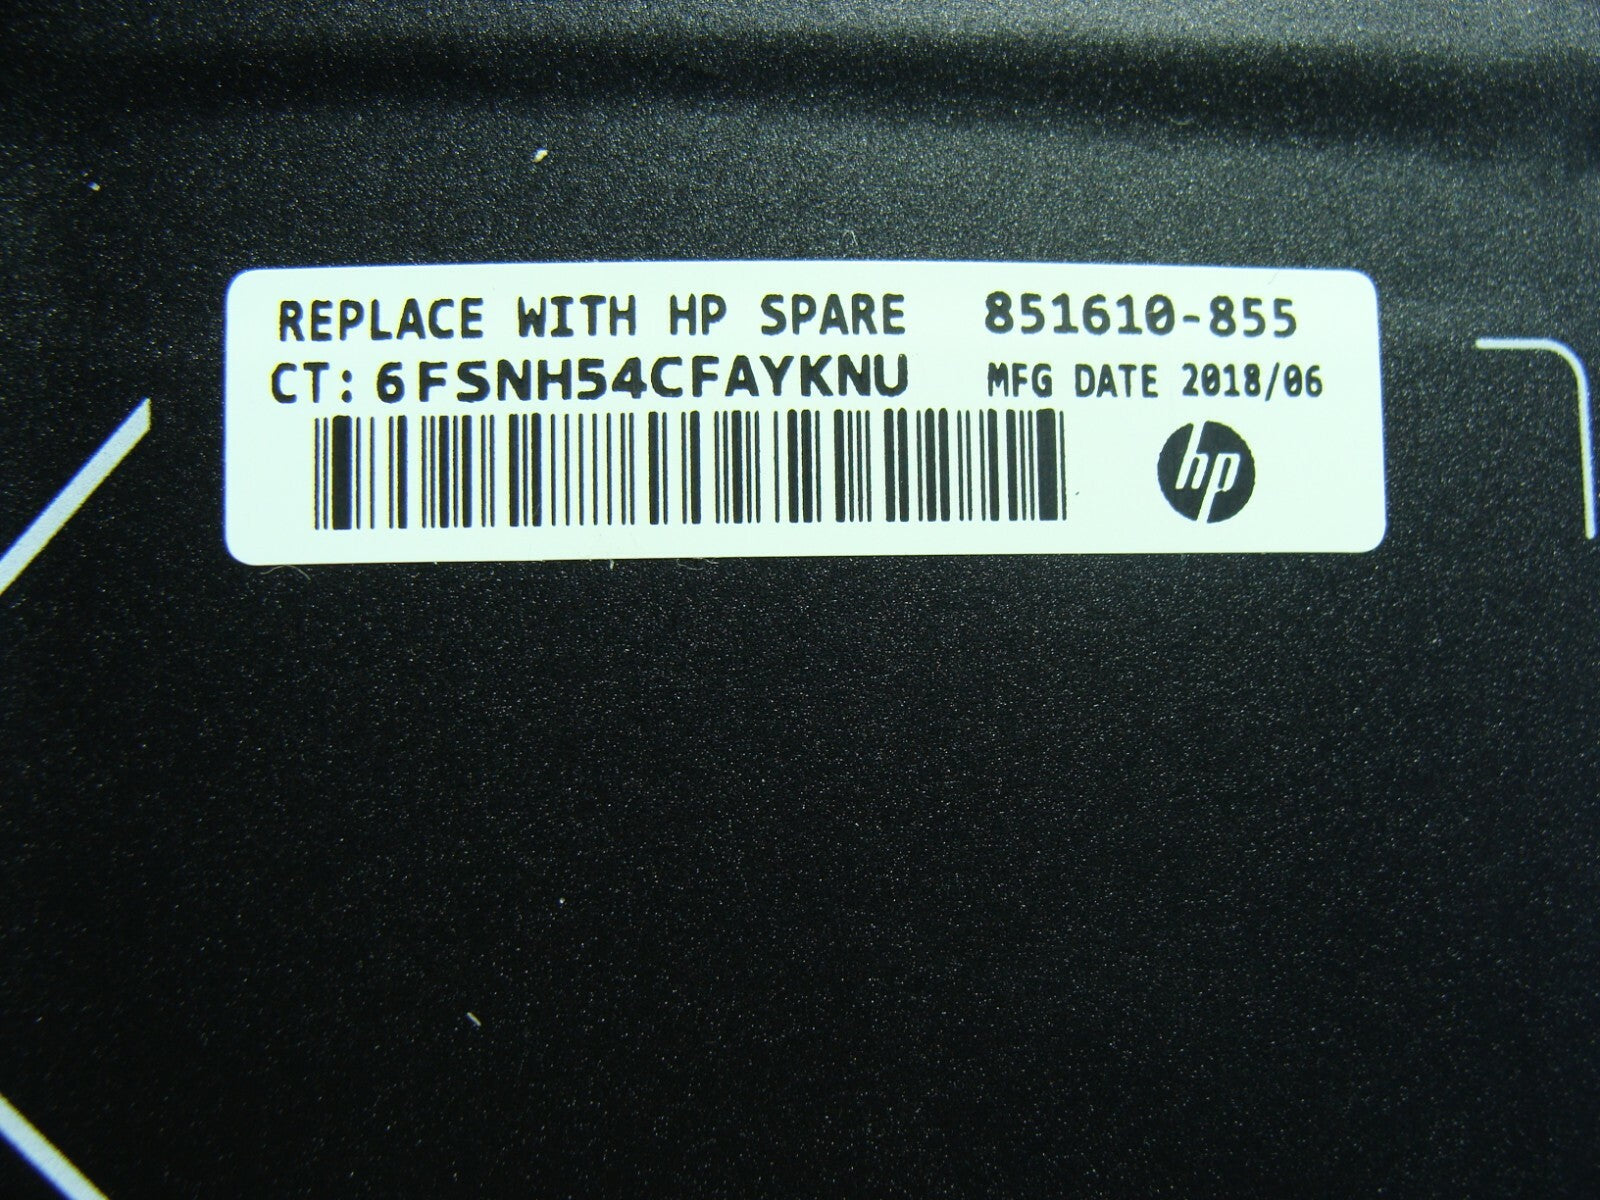 REPLACE WITH HP SPARE 851610-855
CT: 6FSNH54CFAYKNU MFG DATE 2018/06
hp